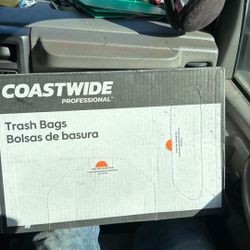 COASTWIDE
PROFESSIONAL
Trash Bags
Bolsas de basura